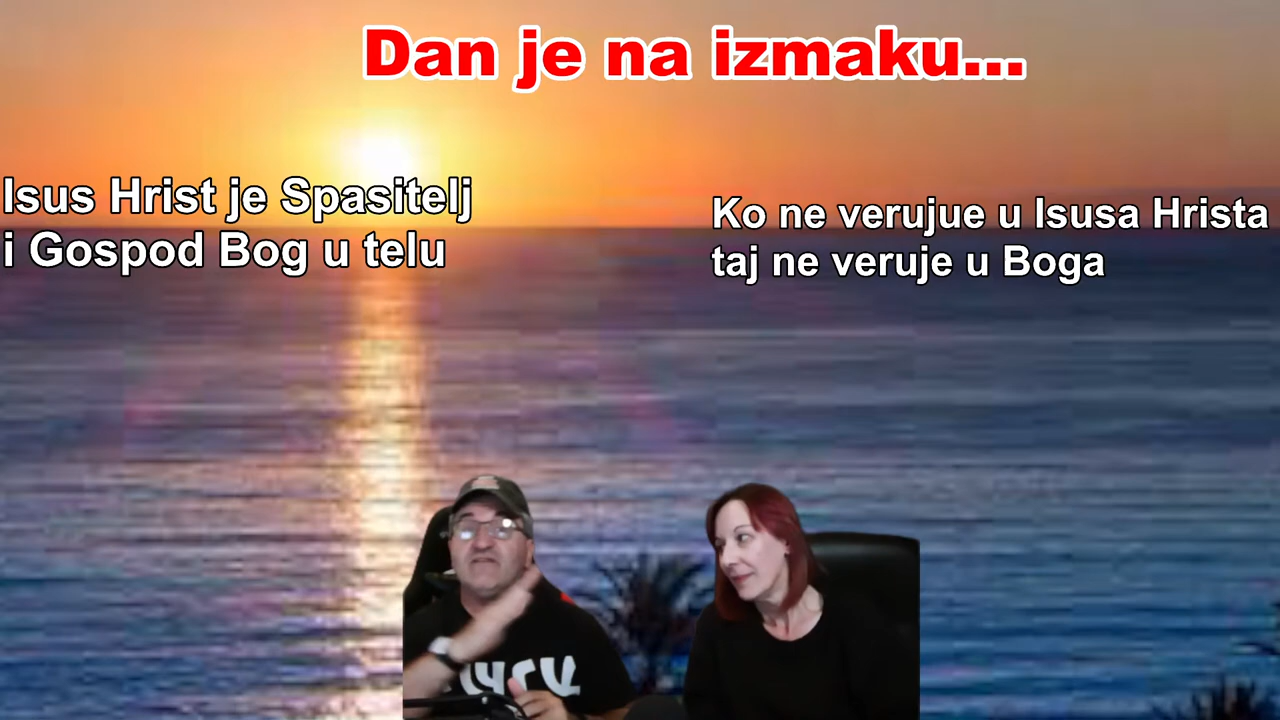 Dan je na izmaku...
Isus Hrist je Spasitelj
i Gospod Bog u telu
Ko ne verujue u Isusa Hrista
taj ne veruje u Boga